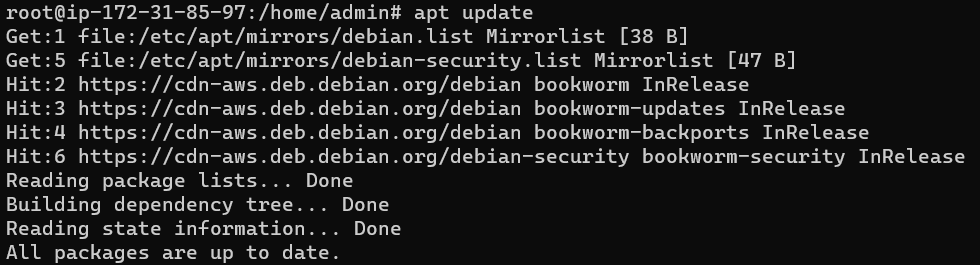 root@ip-172-31-85-97:/home/admin# apt update
Get:1 file:/etc/apt/mirrors/debian.list Mirrorlist [38 B]
Get:5 file:/etc/apt/mirrors/debian-security.list Mirrorlist [47 B]
Hit:2 https://cdn-aws.deb.debian.org/debian bookworm InRelease
Hit:3 https://cdn-aws.deb.debian.org/debian bookworm-updates InRelease
Hit:4 https://cdn-aws.deb.debian.org/debian bookworm-backports InRelease
Hit:6 https://cdn-aws.deb.debian.org/debian-security bookworm-security InRelease
Reading package lists... Done
Building dependency tree... Done
Reading state information... Done
All packages are up to date.